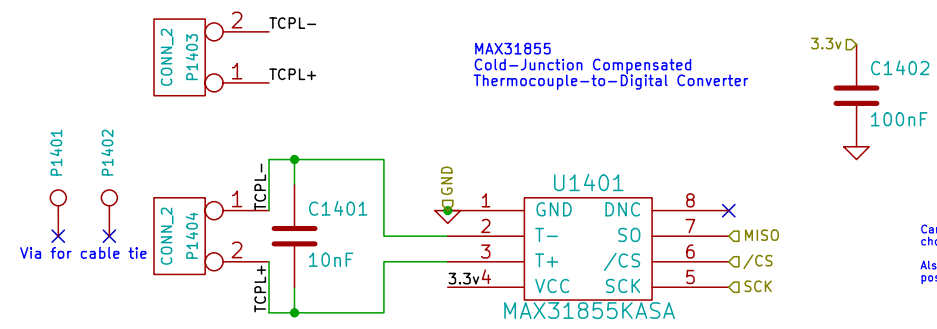 2
TCPL-
CONN_2
P1403
1
TCPL+
MAX31855
Cold-Junction Compensated
Thermocouple-to-Digital Converter
3.3v
C1402
100nF
P1401
P1402
Via for cable tie
CONN_2
P1404
1
TCPL-
2
TCPL+
C1401
10nF
GND
U1401
1
GND
DNC
8
2
T-
SO
7
MISO
3
T+
/CS
6
/CS
3.3v
4
VCC
SCK
5
SCK
MAX31855KASA